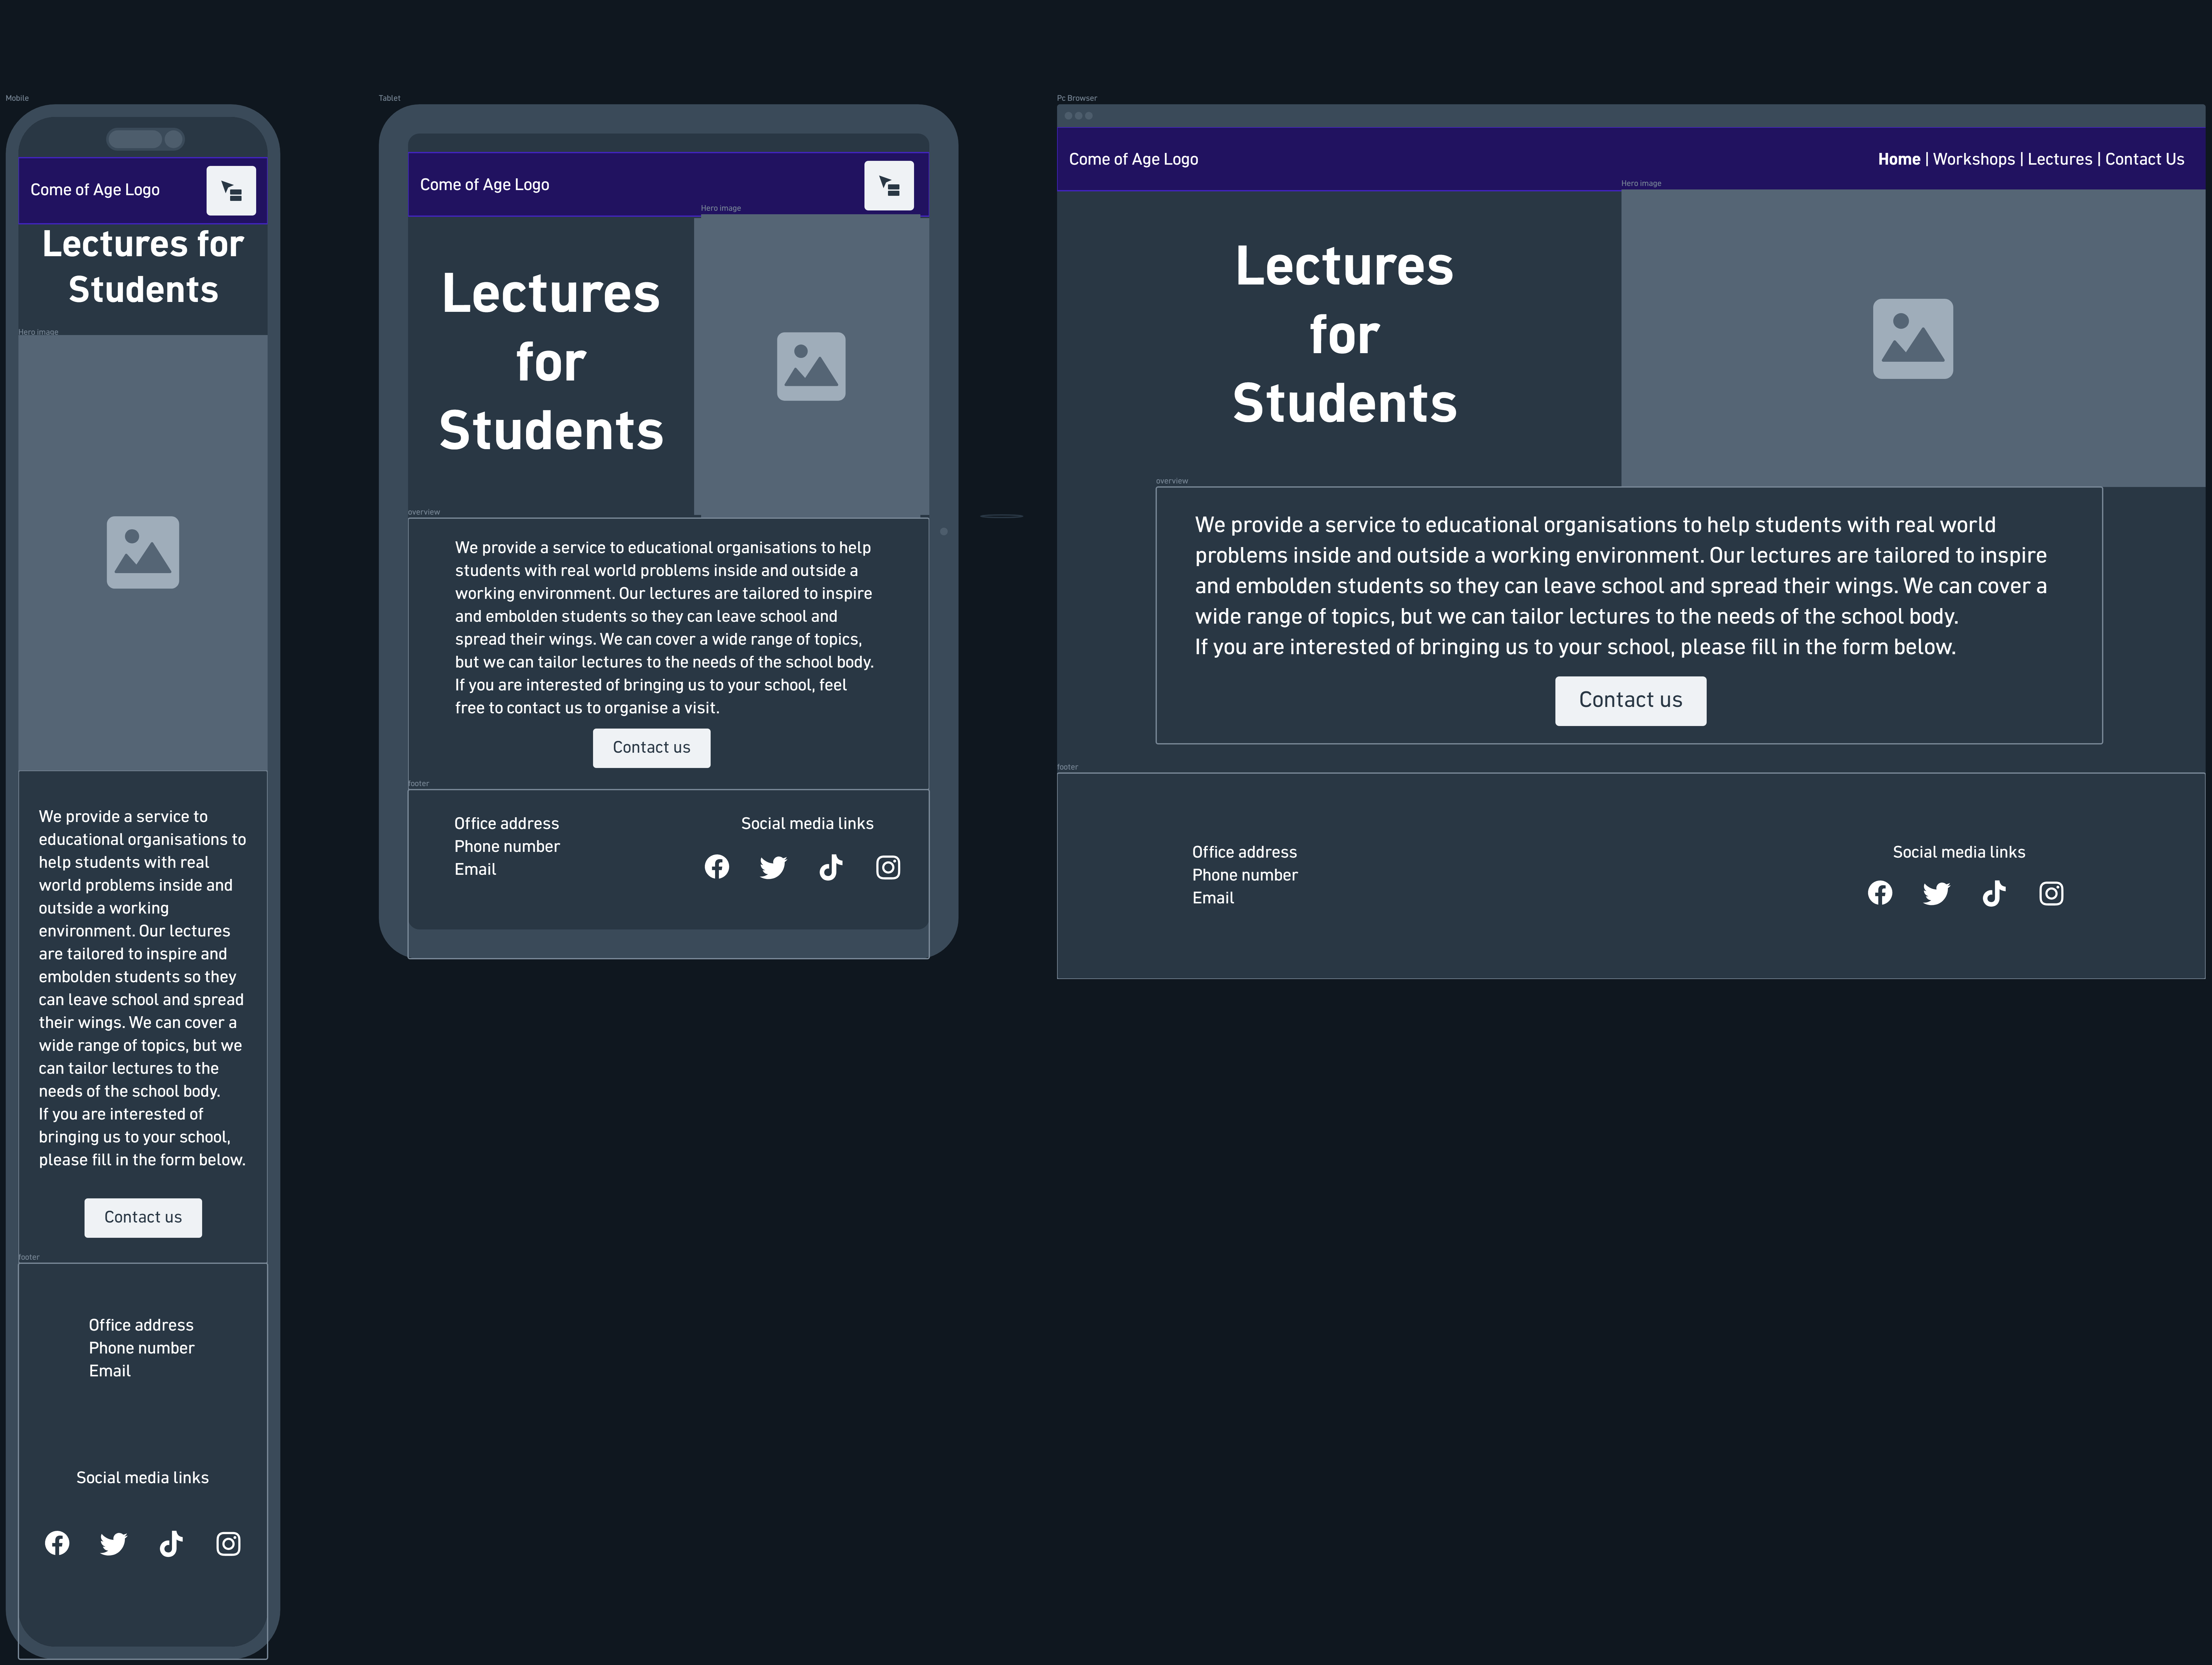 Mobile
Come of Age Logo
Lectures for
Students
Hero image
We provide a service to
educational organisations to
help students with real
world problems inside and
outside a working
environment. Our lectures
are tailored to inspire and
embolden students so they
can leave school and spread
their wings. We can cover a
wide range of topics, but we
can tailor lectures to the
needs of the school body.
If you are interested of
bringing us to your school,
please fill in the form below.
Contact us
footer
Office address
Phone number
Email
Social media links
Tablet
Come of Age Logo
Hero image
Lectures
for
Students
overview
We provide a service to educational organisations to help
students with real world problems inside and outside a
working environment. Our lectures are tailored to inspire
and embolden students so they can leave school and
spread their wings. We can cover a wide range of topics,
but we can tailor lectures to the needs of the school body.
If you are interested of bringing us to your school, feel
free to contact us to organise a visit.
Contact us
footer
Office address
Phone number
Email
Social media links
Pc Browser
Come of Age Logo
Home | Workshops | Lectures | Contact Us
Hero image
Lectures
for
Students
overview
We provide a service to educational organisations to help students with real world
problems inside and outside a working environment. Our lectures are tailored to inspire
and embolden students so they can leave school and spread their wings. We can cover a
wide range of topics, but we can tailor lectures to the needs of the school body.
If you are interested of bringing us to your school, please fill in the form below.
Contact us
footer
Office address
Phone number
Email
Social media links